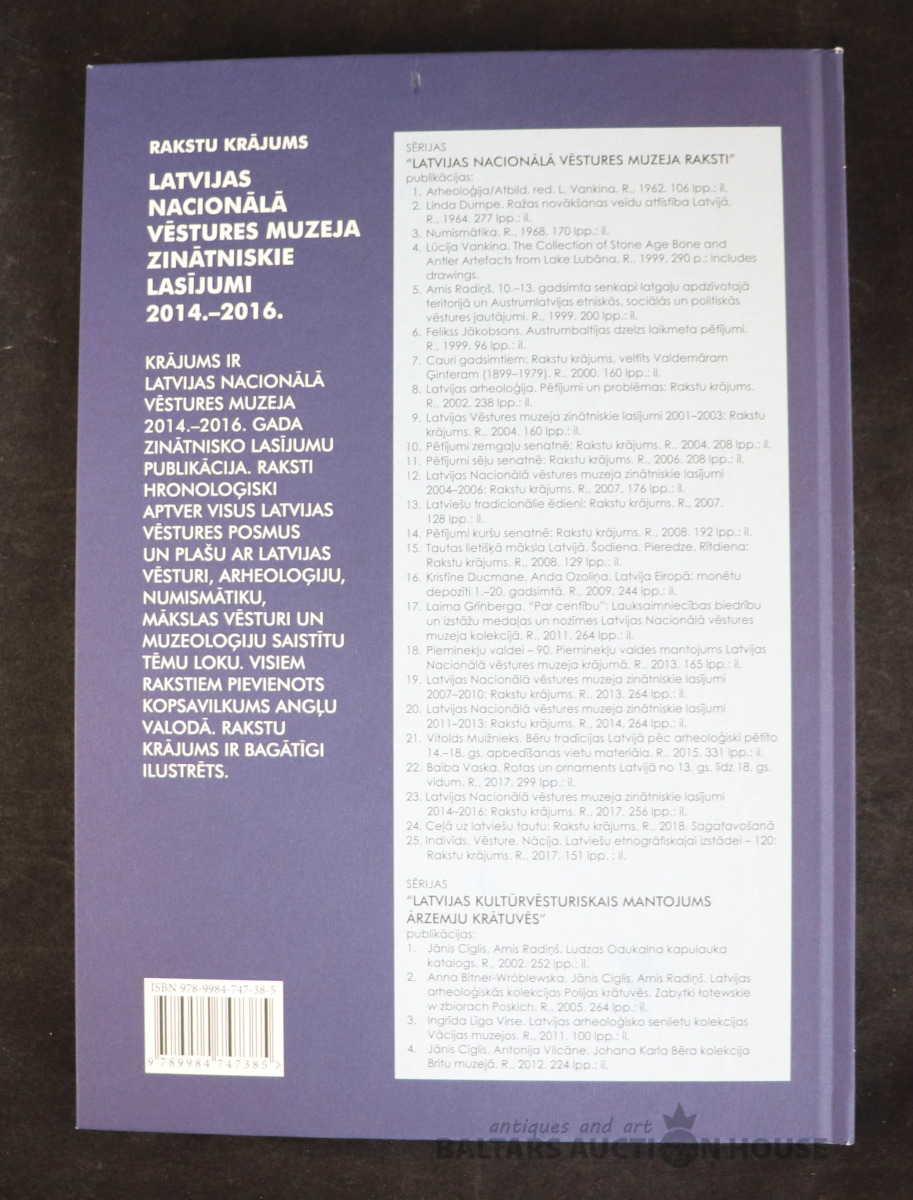 RAKSTU KRĀJUMS
LATVIJAS
NACIONĀLĀ
VĒSTURES MUZEJA
ZINĀTNISKIE
LASĪJUMI
2014.–2016.
KRĀJUMS IR
LATVIJAS NACIONĀLĀ
VĒSTURES MUZEJA
2014.–2016. GADA
ZINĀTNISKO LASĪJUMU
PUBLIKĀCIJA. RAKSTI
HRONOLOĢISKI
APTVER VISUS LATVIJAS
VĒSTURES POSMUS
UN PLAŠU AR LATVIJAS
VĒSTURI, ARHEOLOĢIJU,
NUMISMĀTIKU,
MĀKSLAS VĒSTURI UN
MUZEOLOĢIJU SAISTĪTU
TĒMU LOKU. VISIEM
RAKSTIEM PIEVIENOTS
KOPSAVILKUMS ANGĻU
VALODĀ. RAKSTU
KRĀJUMS IR BAGĀTĪGI
ILUSTRĒTS.
ISBN 978-9984-747-38-5
9 789984 747385 >
SĒRIJAS
"LATVIJAS NACIONĀLĀ VĒSTURES MUZEJA RAKSTI"
publikācijas:
1. Arheoloģija/Atbild. red. L. Vankina. R., 1962. 106 lpp.: il.
2. Linda Dumpe. Ražas novākšanas veidu attīstība Latvijā.
R., 1964. 277 lpp.: il.
3. Numismātika. R., 1968. 170 lpp.: il.
4. Lūcija Vankina. The Collection of Stone Age Bone and
Antler Artefacts from Lake Lubāna. R., 1999. 290 p.; includes
drawings.
5. Arnis Radiņš. 10.–13. gadsimta senkapi latgaļu apdzīvotajā
teritorijā un Austrumlatvijas etniskās, sociālās un politiskās
vēstures jautājumi. R., 1999. 200 lpp.: il.
6. Felikss Jākobsons. Austrumbaltijas dzelzs laikmeta pētījumi.
R., 1999. 96 lpp.: il.
7. Cauri gadsimtiem: Rakstu krājums, veltīts Valdemāram
Ģinteram (1899–1979). R., 2000. 160 lpp.: il.
8. Latvijas arheoloģija. Pētījumi un problēmas: Rakstu krājums.
R., 2002. 238 lpp.: il.
9. Latvijas Vēstures muzeja zinātniskie lasījumi 2001–2003: Rakstu
krājums. R., 2004. 160 lpp.: il.
10. Pētījumi zemgaļu senatnē: Rakstu krājums. R., 2004. 208 lpp.: il.
11. Pētījumi sēļu senatnē: Rakstu krājums. R., 2006. 208 lpp.: il.
12. Latvijas Nacionālā vēstures muzeja zinātniskie lasījumi
2004–2006: Rakstu krājums. R., 2007. 176 lpp.: il.
13. Latviešu tradicionālie ēdieni: Rakstu krājums. R., 2007.
128 lpp.: il.
14. Pētījumi kuršu senatnē: Rakstu krājums. R., 2008. 192 lpp.: il.
15. Tautas lietišķā māksla Latvijā. Šodiena. Pieredze. Rītdiena:
Rakstu krājums. R., 2008. 129 lpp.: il.
16. Kristīne Ducmane, Anda Ozoliņa. Latvija Eiropā: monētu
depozīti 1.–20. gadsimtā. R., 2009. 244 lpp.: il.
17. Laima Grīnberga. "Par centību": Lauksaimniecības biedrību
un izstāžu medaļas un nozīmes Latvijas Nacionālā vēstures
muzeja kolekcijā. R., 2011. 264 lpp.: il.
18. Pieminekļu valdei – 90. Pieminekļu valdes mantojums Latvijas
Nacionālā vēstures muzeja krājumā. R., 2013. 165 lpp.: il.
19. Latvijas Nacionālā vēstures muzeja zinātniskie lasījumi
2007–2010: Rakstu krājums. R., 2013. 264 lpp.: il.
20. Latvijas Nacionālā vēstures muzeja zinātniskie lasījumi
2011–2013: Rakstu krājums. R., 2014. 264 lpp.: il.
21. Vitolds Muižnieks. Bēru tradīcijas Latvijā pēc arheoloģiski pētīto
14.–18. gs. apbedīšanas vietu materiāla. R., 2015. 331 lpp.: il.
22. Baiba Vaska. Rotas un ornaments Latvijā no 13. gs. līdz 18. gs.
vidum. R., 2017. 299 lpp.: il.
23. Latvijas Nacionālā vēstures muzeja zinātniskie lasījumi
2014–2016: Rakstu krājums. R., 2017. 256 lpp.: il.
24. Ceļā uz latviešu tautu: Rakstu krājums. R., 2018. Sagatavošanā
25. Indivīds. Vēsture. Nācija. Latviešu etnogrāfiskajai izstādei – 120:
Rakstu krājums. R., 2017. 151 lpp. : il.
SĒRIJAS
"LATVIJAS KULTŪRVĒSTURISKAIS MANTOJUMS
ĀRZEMJU KRĀTUVĒS"
publikācijas:
1. Jānis Ciglis, Arnis Radiņš. Ludzas Odukalna kapulauka
katalogs. R., 2002. 252 lpp.: il.
2. Anna Bitner-Wróblewska, Jānis Ciglis, Arnis Radiņš. Latvijas
arheoloģiskās kolekcijas Polijas krātuvēs. Zabytki łotewskie
w zbiorach Poskich. R., 2005. 264 lpp.: il.
3. Ingrīda Līga Virse. Latvijas arheoloģisko senlietu kolekcijas
Vācijas muzejos. R., 2011. 100 lpp.: il.
4. Jānis Ciglis, Antonija Vilcāne. Johana Karla Bēra kolekcija
Britu muzejā. R., 2012. 224 lpp.: il.
antiques and art
BALTARS AUCTION HOUSE